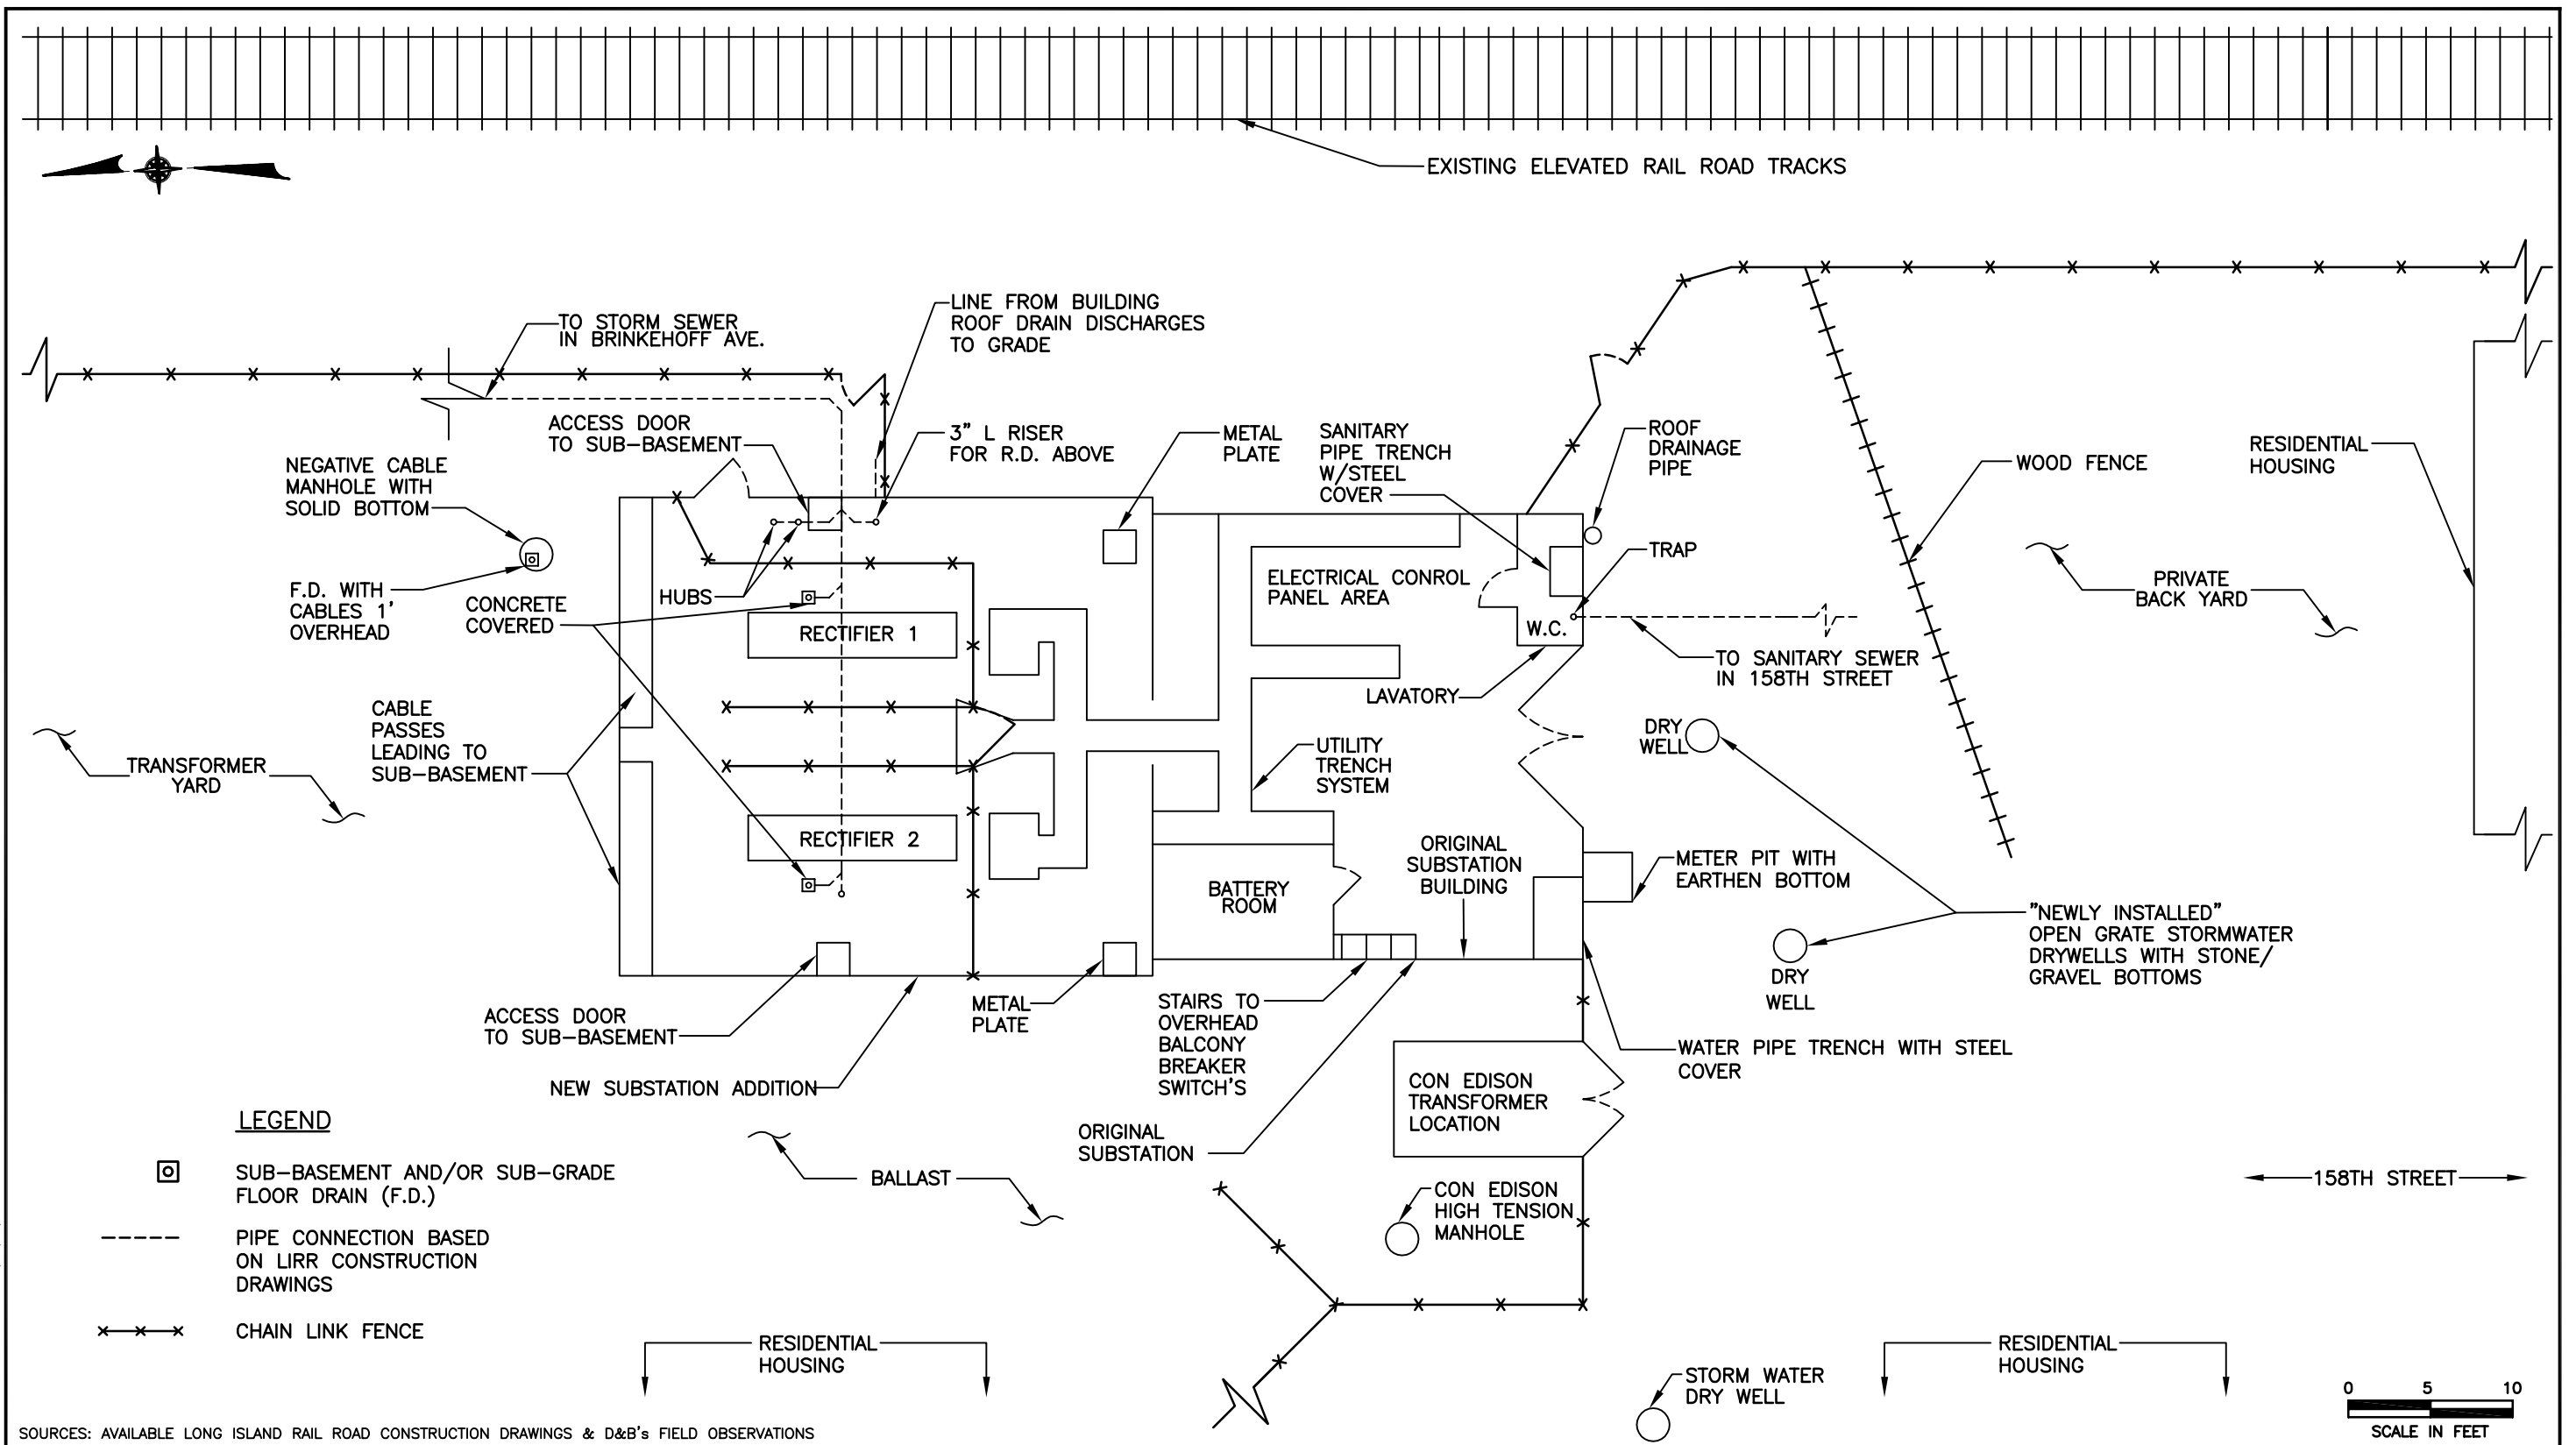 EXISTING ELEVATED RAIL ROAD TRACKS
TO STORM SEWER
IN BRINKEHOFF AVE.
LINE FROM BUILDING
ROOF DRAIN DISCHARGES
TO GRADE
ACCESS DOOR
TO SUB-BASEMENT
3" L RISER
FOR R.D. ABOVE
METAL
PLATE
SANITARY
PIPE TRENCH
W/STEEL
COVER
ROOF
DRAINAGE
PIPE
WOOD FENCE
RESIDENTIAL
HOUSING
NEGATIVE CABLE
MANHOLE WITH
SOLID BOTTOM
F.D. WITH
CABLES 1'
OVERHEAD
CONCRETE
COVERED
HUBS
RECTIFIER 1
ELECTRICAL CONROL
PANEL AREA
TRAP
W.C.
PRIVATE
BACK YARD
TO SANITARY SEWER
IN 158TH STREET
LAVATORY
CABLE
PASSES
LEADING TO
SUB-BASEMENT
TRANSFORMER
YARD
UTILITY
TRENCH
SYSTEM
DRY
WELL
RECTIFIER 2
BATTERY
ROOM
ORIGINAL
SUBSTATION
BUILDING
METER PIT WITH
EARTHEN BOTTOM
"NEWLY INSTALLED"
OPEN GRATE STORMWATER
DRYWELLS WITH STONE/
GRAVEL BOTTOMS
DRY
WELL
ACCESS DOOR
TO SUB-BASEMENT
METAL
PLATE
STAIRS TO
OVERHEAD
BALCONY
BREAKER
SWITCH'S
WATER PIPE TRENCH WITH STEEL
COVER
NEW SUBSTATION ADDITION
CON EDISON
TRANSFORMER
LOCATION
ORIGINAL
SUBSTATION
BALLAST
CON EDISON
HIGH TENSION
MANHOLE
158TH STREET
LEGEND
SUB-BASEMENT AND/OR SUB-GRADE
FLOOR DRAIN (F.D.)
PIPE CONNECTION BASED
ON LIRR CONSTRUCTION
DRAWINGS
CHAIN LINK FENCE
RESIDENTIAL
HOUSING
RESIDENTIAL
HOUSING
STORM WATER
DRY WELL
0 5 10
SCALE IN FEET
SOURCES: AVAILABLE LONG ISLAND RAIL ROAD CONSTRUCTION DRAWINGS & D&B's FIELD OBSERVATIONS